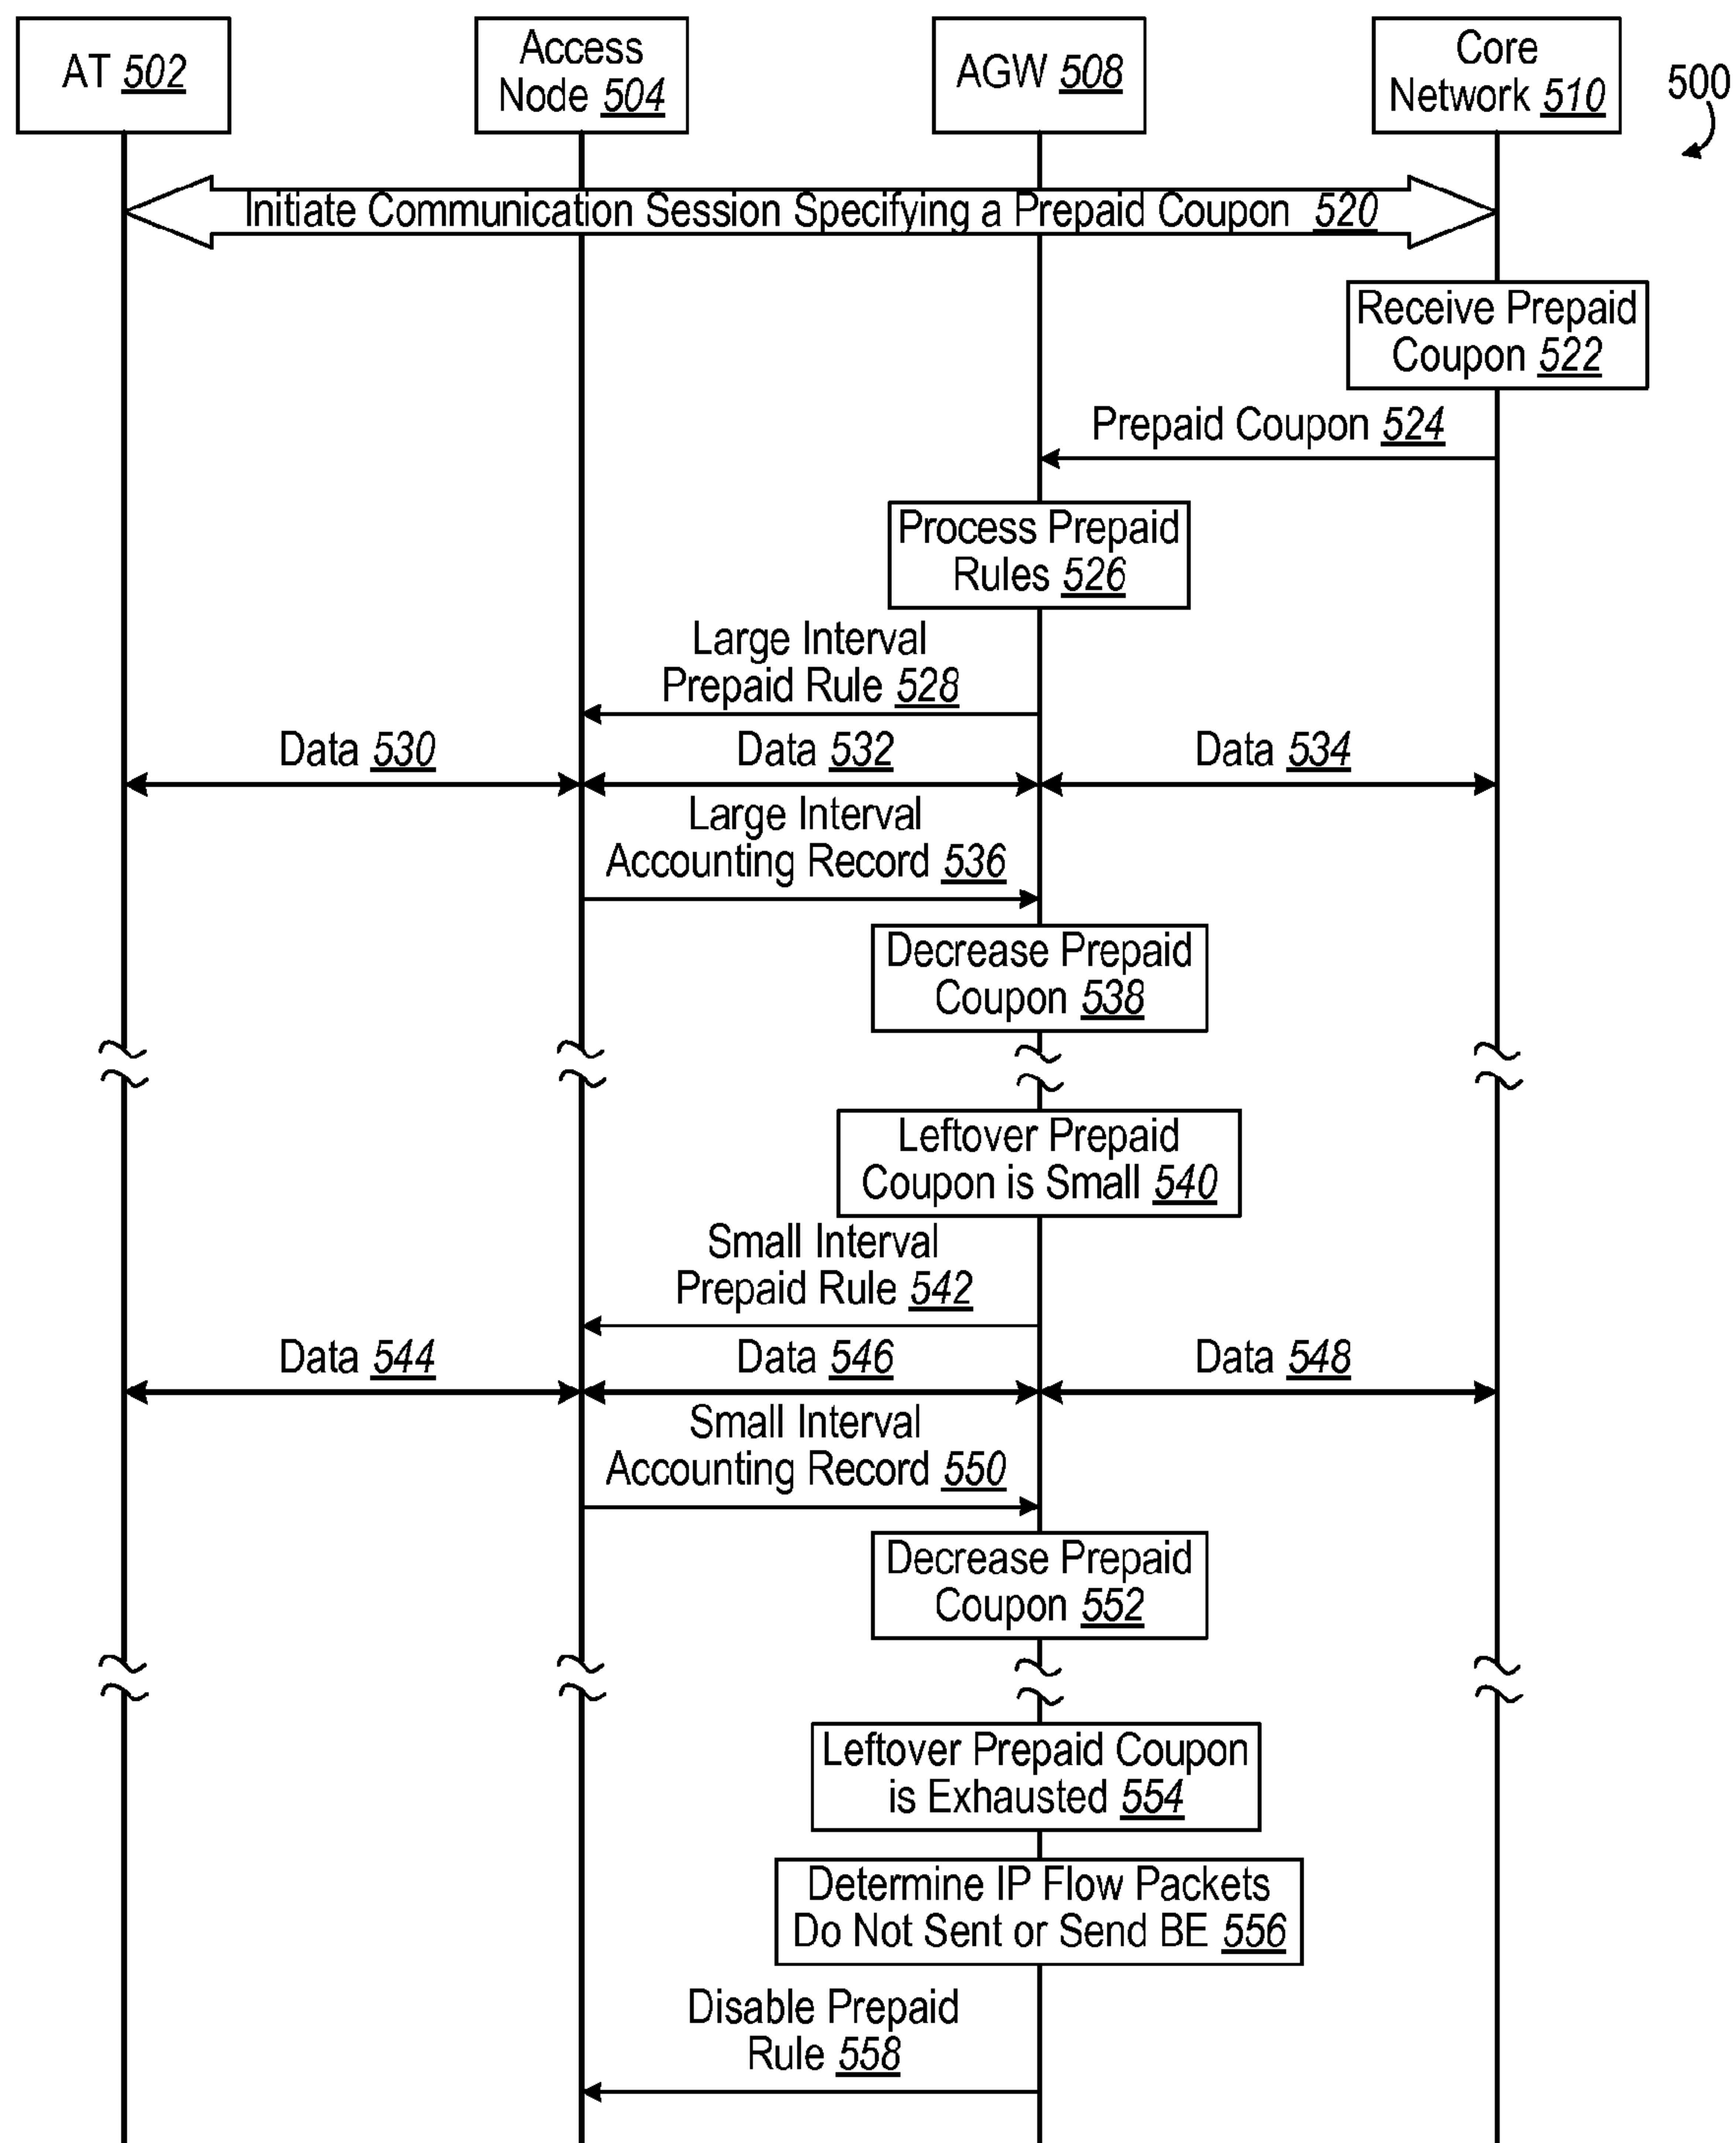 AT 502
Access
Node 504
AGW 508
Core
Network 510
500
Initiate Communication Session Specifying a Prepaid Coupon 520
Receive Prepaid
Coupon 522
Prepaid Coupon 524
Process Prepaid
Rules 526
Large Interval
Prepaid Rule 528
Data 530
Data 532
Data 534
Large Interval
Accounting Record 536
Decrease Prepaid
Coupon 538
Leftover Prepaid
Coupon is Small 540
Small Interval
Prepaid Rule 542
Data 544
Data 546
Data 548
Small Interval
Accounting Record 550
Decrease Prepaid
Coupon 552
Leftover Prepaid Coupon
is Exhausted 554
Determine IP Flow Packets
Do Not Sent or Send BE 556
Disable Prepaid
Rule 558